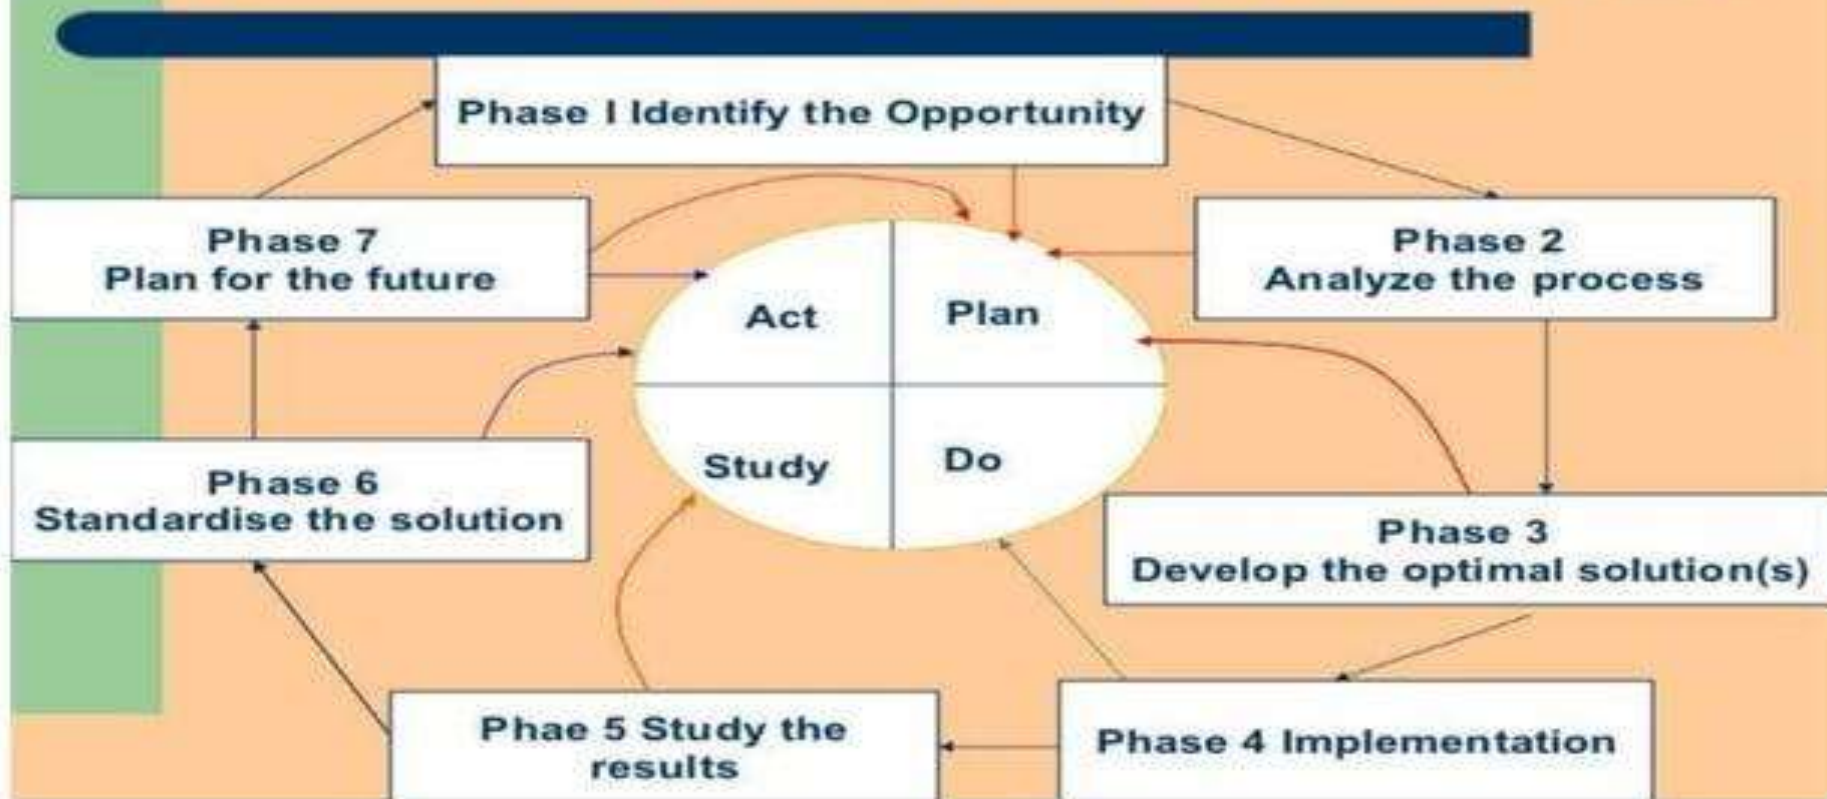 Phase I Identify the Opportunity
Phase 7
Plan for the future
Phase 2
Analyze the process
Act
Plan
Study
Do
Phase 6
Standardise the solution
Phase 3
Develop the optimal solution(s)
Phae 5 Study the
results
Phase 4 Implementation